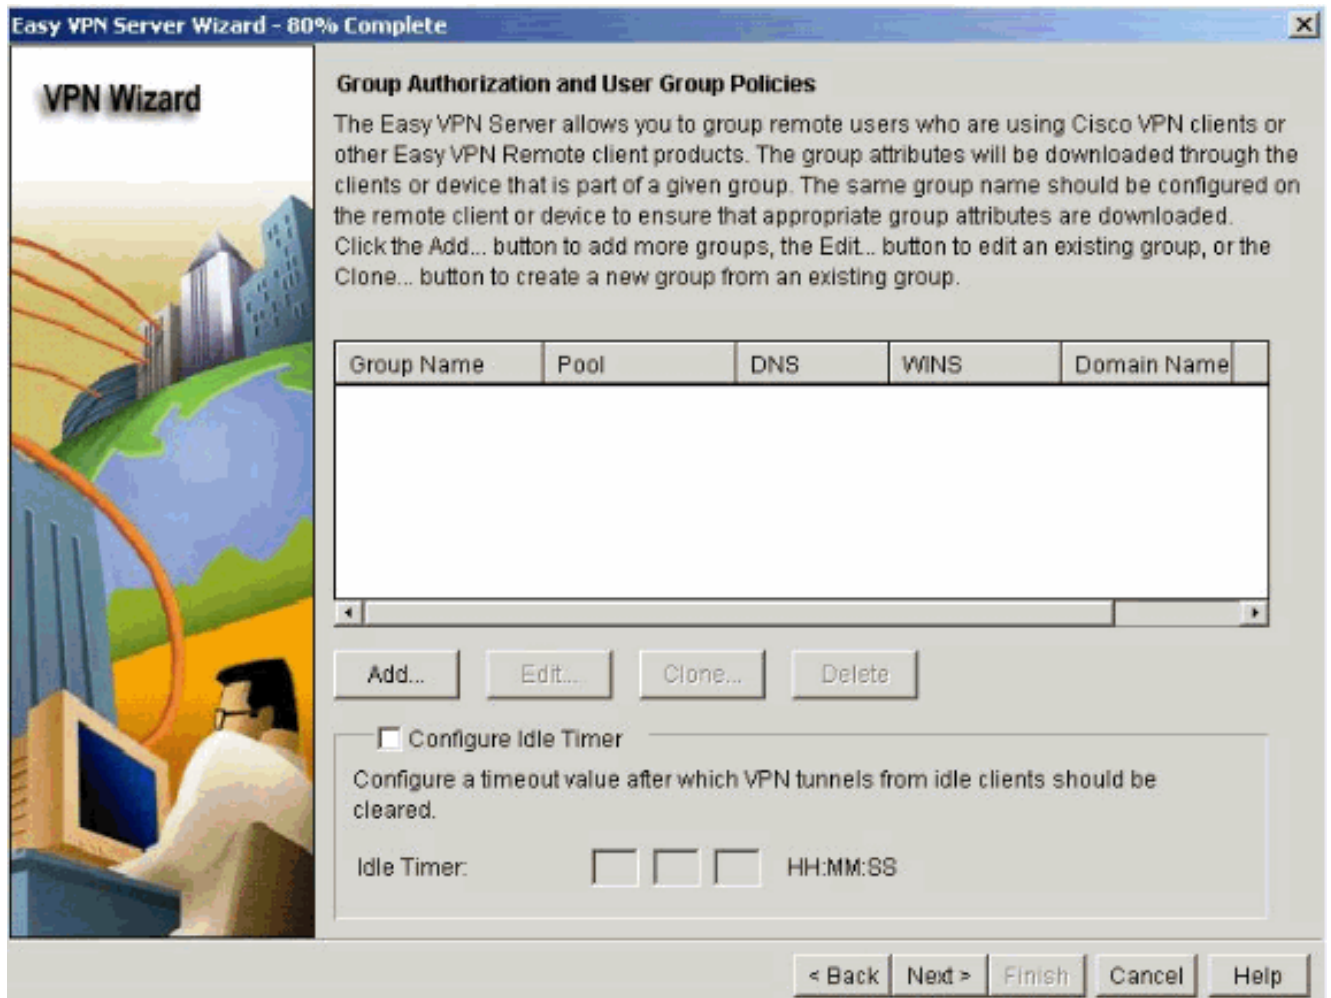 Easy VPN Server Wizard - 80% Complete
VPN Wizard
Group Authorization and User Group Policies
The Easy VPN Server allows you to group remote users who are using Cisco VPN clients or
other Easy VPN Remote client products. The group attributes will be downloaded through the
clients or device that is part of a given group. The same group name should be configured on
the remote client or device to ensure that appropriate group attributes are downloaded.
Click the Add... button to add more groups, the Edit... button to edit an existing group, or the
Clone... button to create a new group from an existing group.
Group Name Pool DNS WINS Domain Name
Add... Edit... Clone... Delete
Configure Idle Timer
Configure a timeout value after which VPN tunnels from idle clients should be
cleared.
Idle Timer: HH:MM:SS
< Back Next > Finish Cancel Help